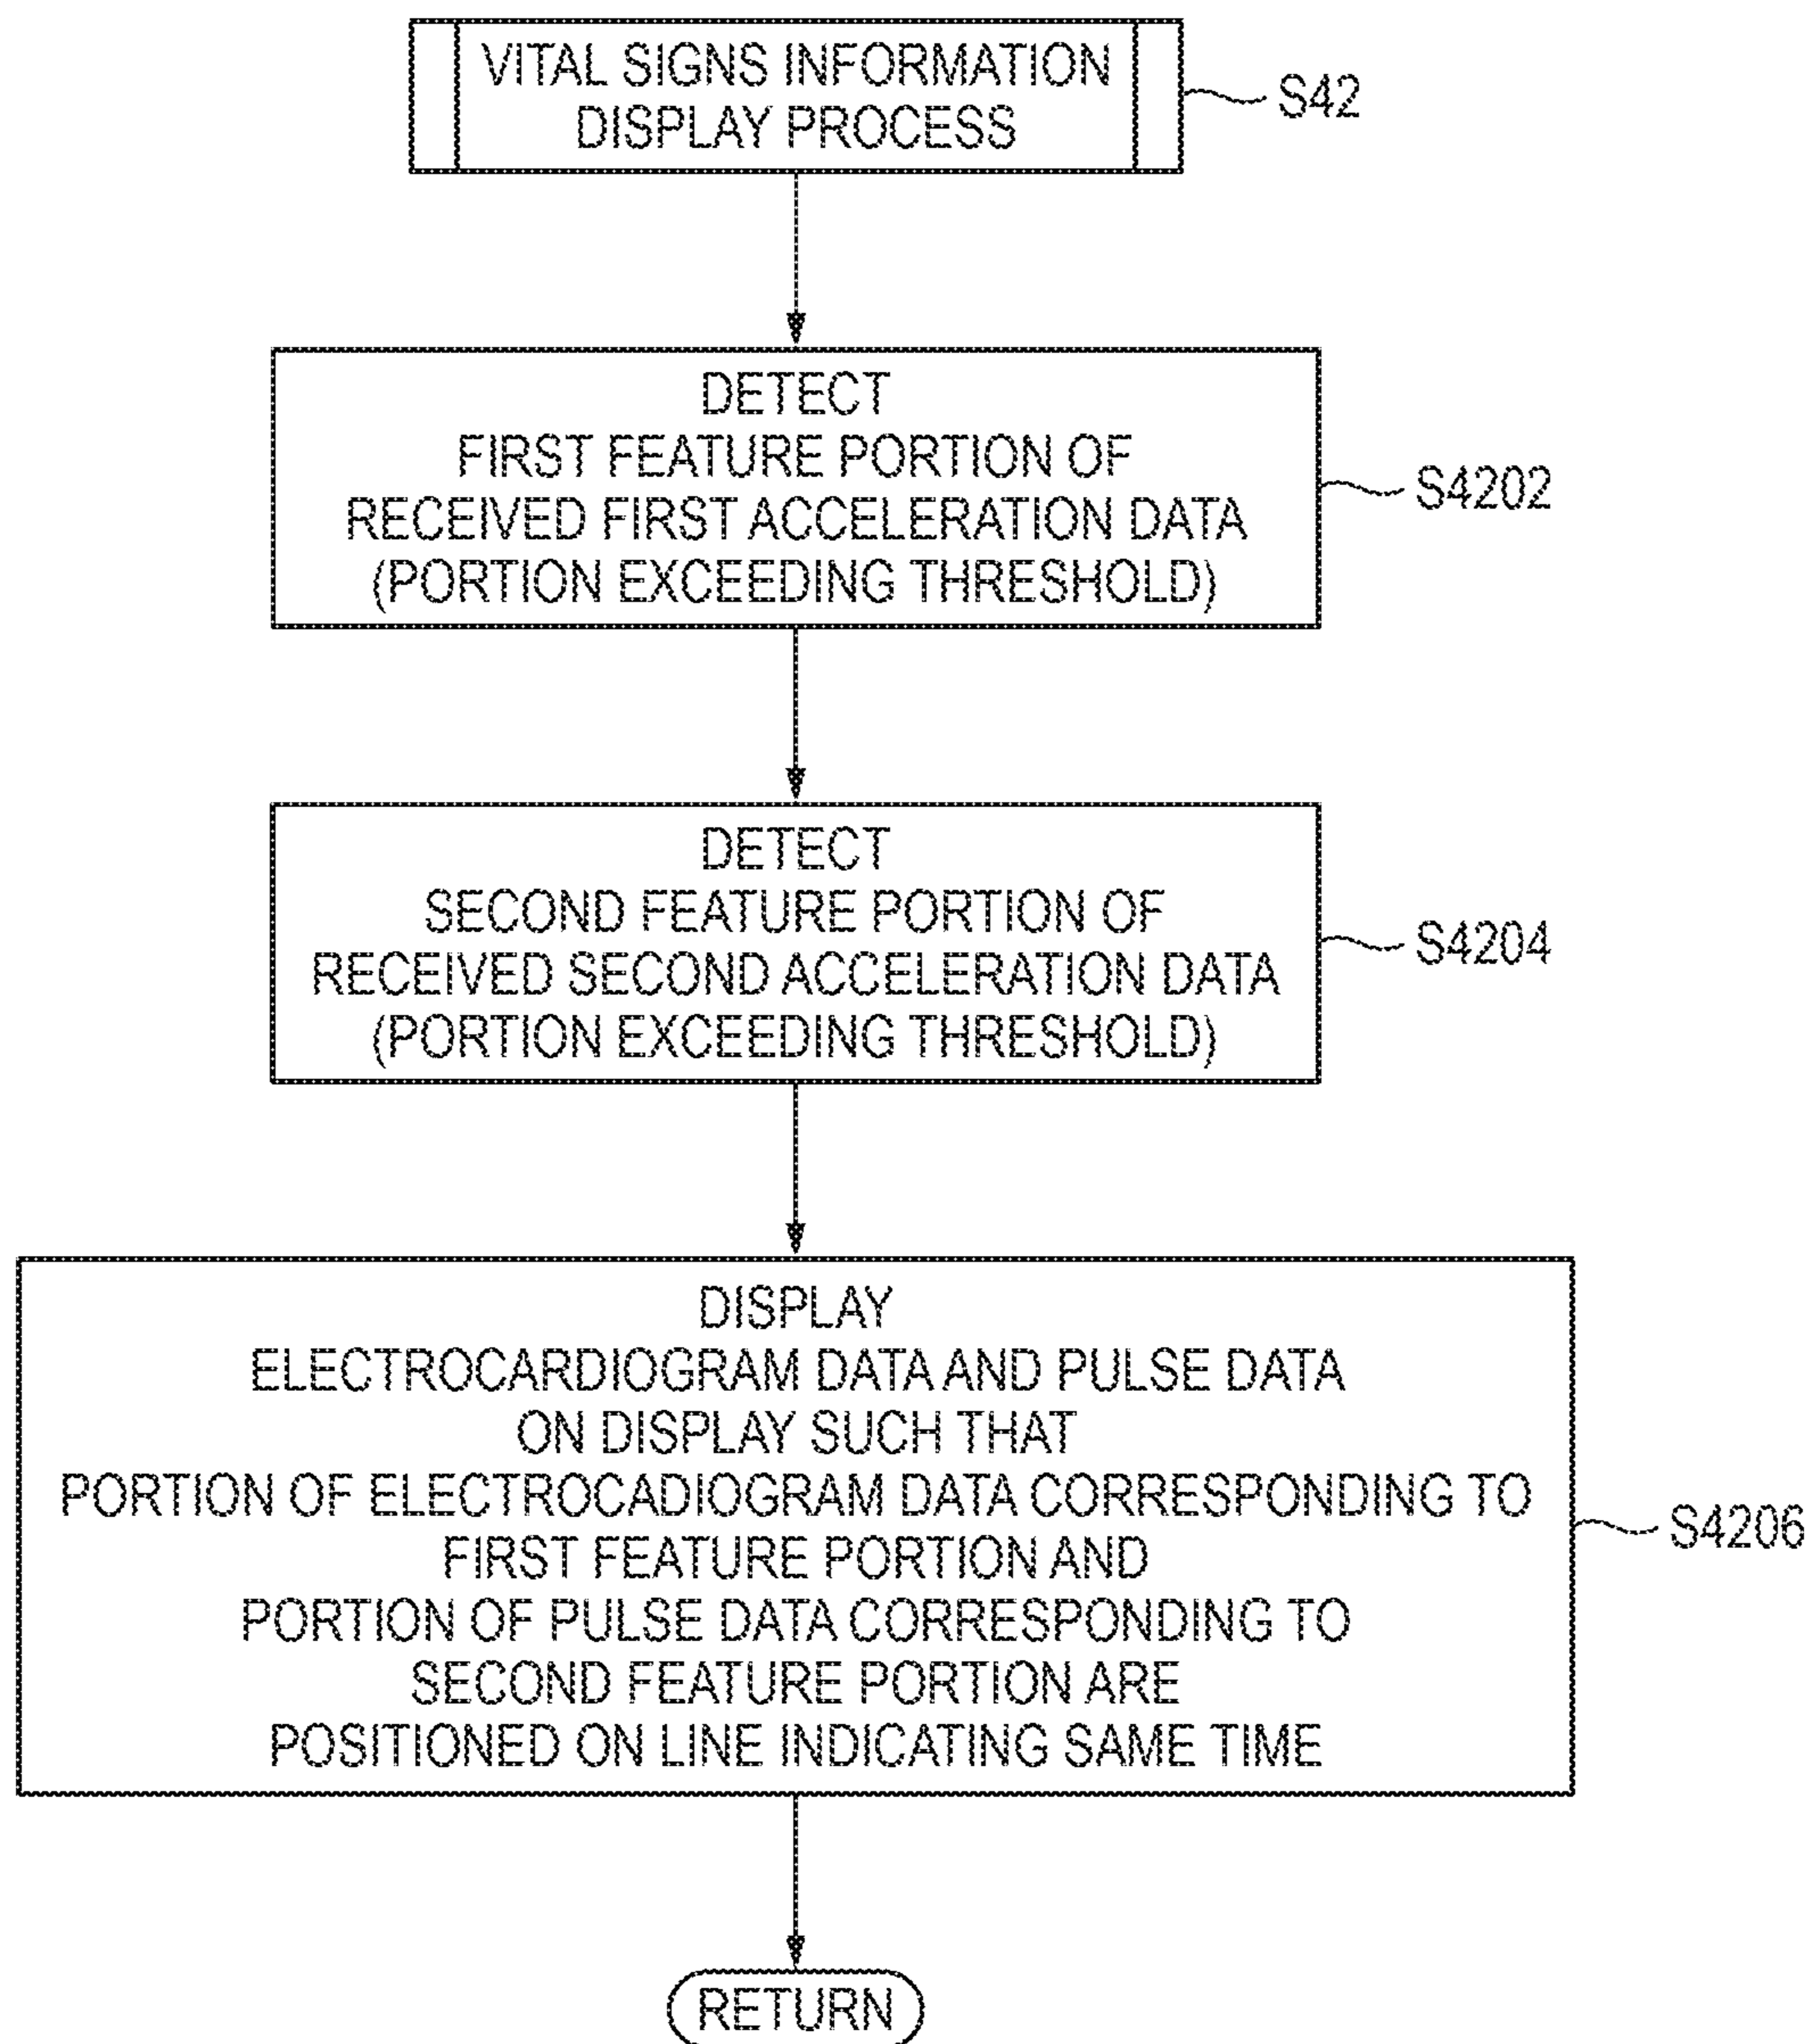 VITAL SIGNS INFORMATION
DISPLAY PROCESS
S42
DETECT
FIRST FEATURE PORTION OF
RECEIVED FIRST ACCELERATION DATA
(PORTION EXCEEDING THRESHOLD)
S4202
DETECT
SECOND FEATURE PORTION OF
RECEIVED SECOND ACCELERATION DATA
(PORTION EXCEEDING THRESHOLD)
S4204
DISPLAY
ELECTROCARDIOGRAM DATA AND PULSE DATA
ON DISPLAY SUCH THAT
PORTION OF ELECTROCADIOGRAM DATA CORRESPONDING TO
FIRST FEATURE PORTION AND
PORTION OF PULSE DATA CORRESPONDING TO
SECOND FEATURE PORTION ARE
POSITIONED ON LINE INDICATING SAME TIME
S4206
RETURN